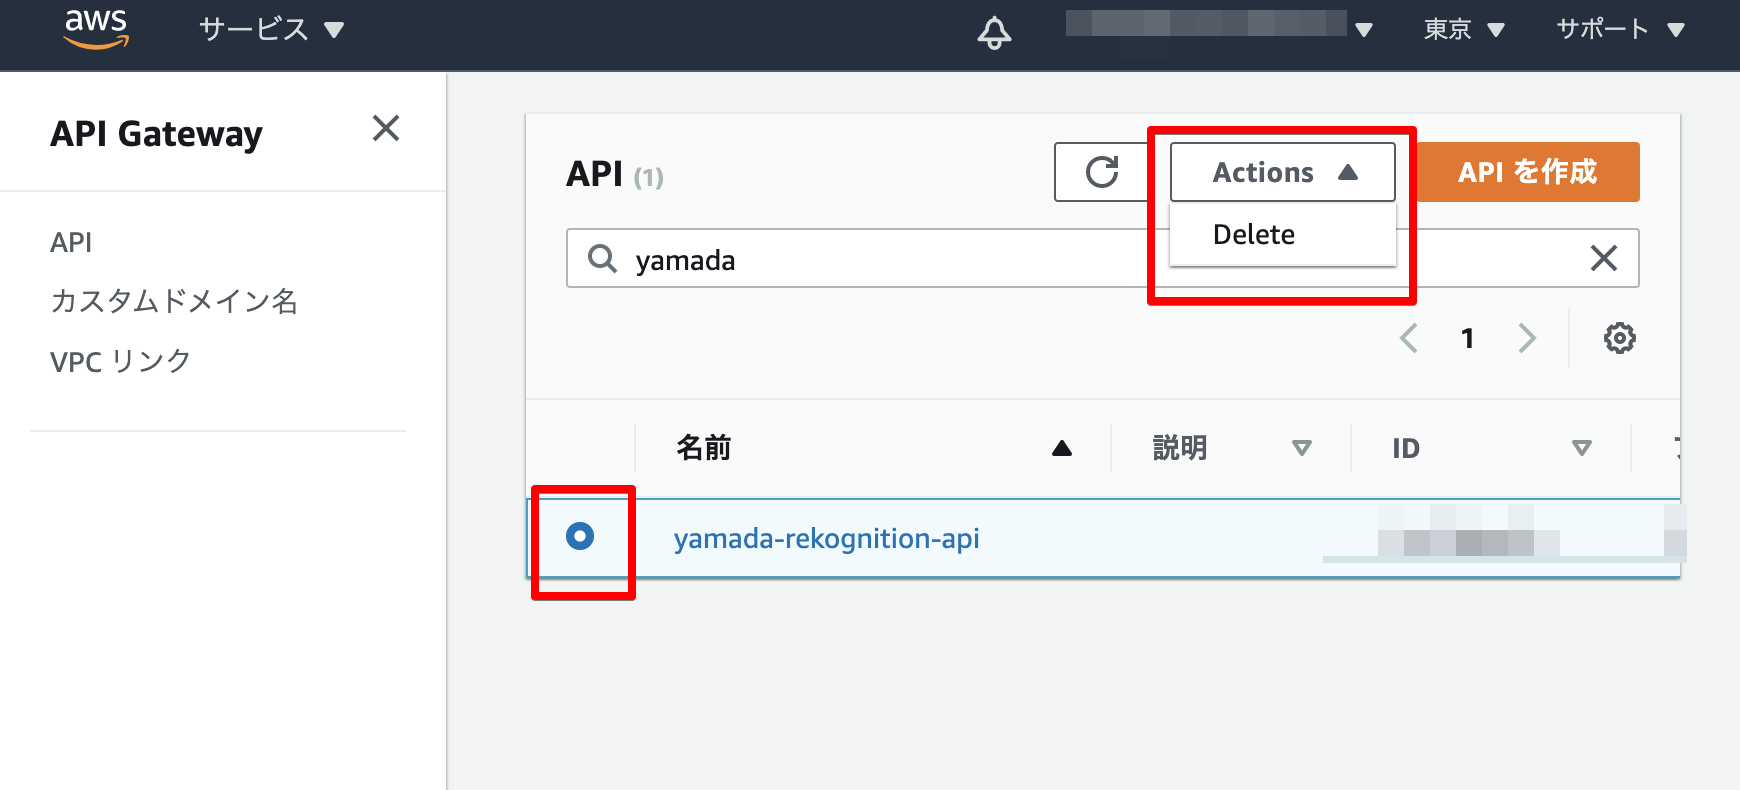 aws サービス 東京 サポート
API Gateway
API
カスタムドメイン名
VPC リンク
API (1) Actions API を作成
Delete
yamada
1
名前 説明 ID
yamada-rekognition-api